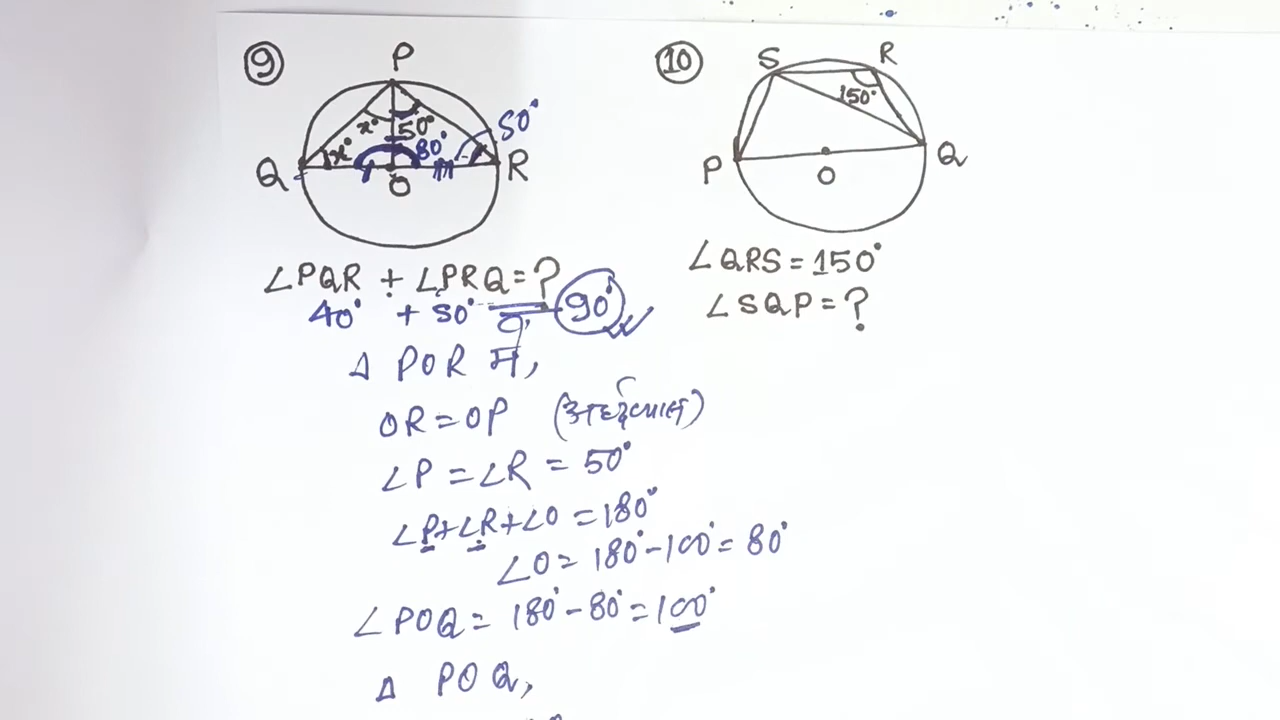 9
P
x° 50°
50°
x° 80°
Q O R
∠PQR + ∠PRQ = ?
40° + 50° = 90°
Δ POR में,
OR = OP
∠P = ∠R = 50°
∠P+∠R+∠O = 180°
∠O = 180° - 100° = 80°
∠POQ = 180° - 80° = 100°
Δ POQ,
10
S R
150°
P O Q
∠QRS = 150°
∠SQP = ?